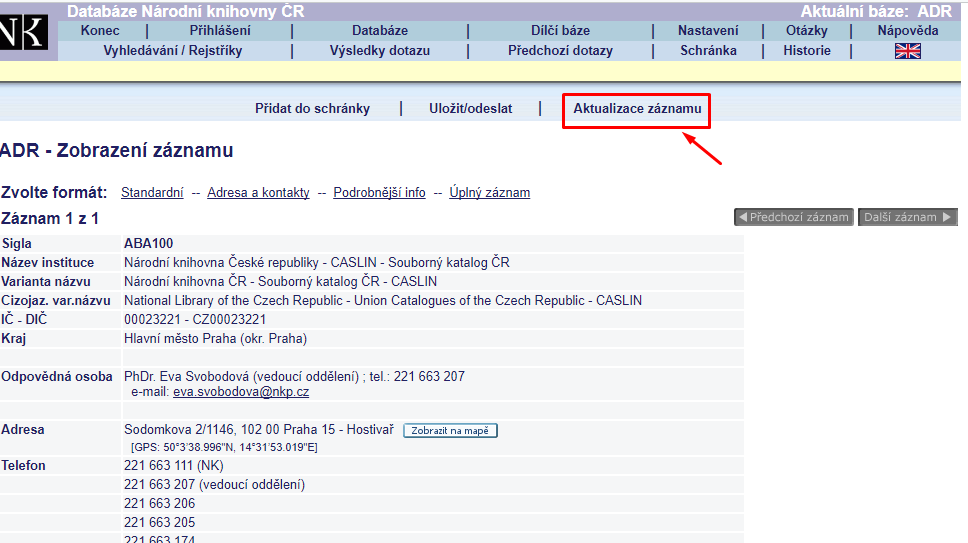 NK
Databáze Národní knihovny ČR
Aktuální báze: ADR
Konec | Přihlášení | Databáze | Dílčí báze | Nastavení | Otázky | Nápověda
Vyhledávání / Rejstříky | Výsledky dotazu | Předchozí dotazy | Schránka | Historie |
Přidat do schránky | Uložit/odeslat | Aktualizace záznamu
ADR - Zobrazení záznamu
Zvolte formát: Standardní -- Adresa a kontakty -- Podrobnější info -- Úplný záznam
Záznam 1 z 1
Předchozí záznam Další záznam
Sigla ABA100
Název instituce Národní knihovna České republiky - CASLIN - Souborný katalog ČR
Varianta názvu Národní knihovna ČR - Souborný katalog ČR - CASLIN
Cizojaz. var.názvu National Library of the Czech Republic - Union Catalogues of the Czech Republic - CASLIN
IČ - DIČ 00023221 - CZ00023221
Kraj Hlavní město Praha (okr. Praha)
Odpovědná osoba PhDr. Eva Svobodová (vedoucí oddělení) ; tel.: 221 663 207
e-mail: eva.svobodova@nkp.cz
Adresa Sodomkova 2/1146, 102 00 Praha 15 - Hostivař Zobrazit na mapě
[GPS: 50°3'38.996"N, 14°31'53.019"E]
Telefon 221 663 111 (NK)
221 663 207 (vedoucí oddělení)
221 663 206
221 663 205
221 663 174